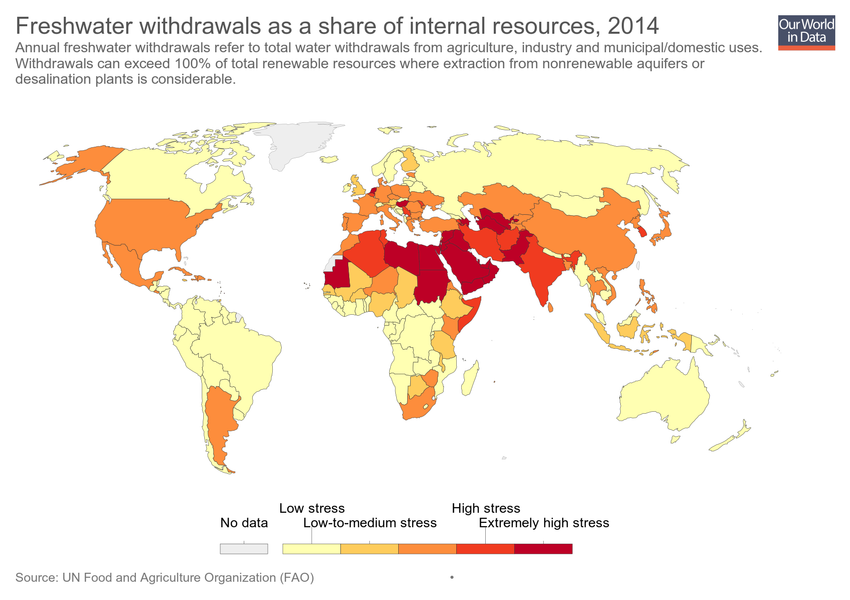 Freshwater withdrawals as a share of internal resources, 2014
Our World
in Data
Annual freshwater withdrawals refer to total water withdrawals from agriculture, industry and municipal/domestic uses.
Withdrawals can exceed 100% of total renewable resources where extraction from nonrenewable aquifers or
desalination plants is considerable.
Low stress
High stress
No data
Low-to-medium stress
Extremely high stress
Source: UN Food and Agriculture Organization (FAO)